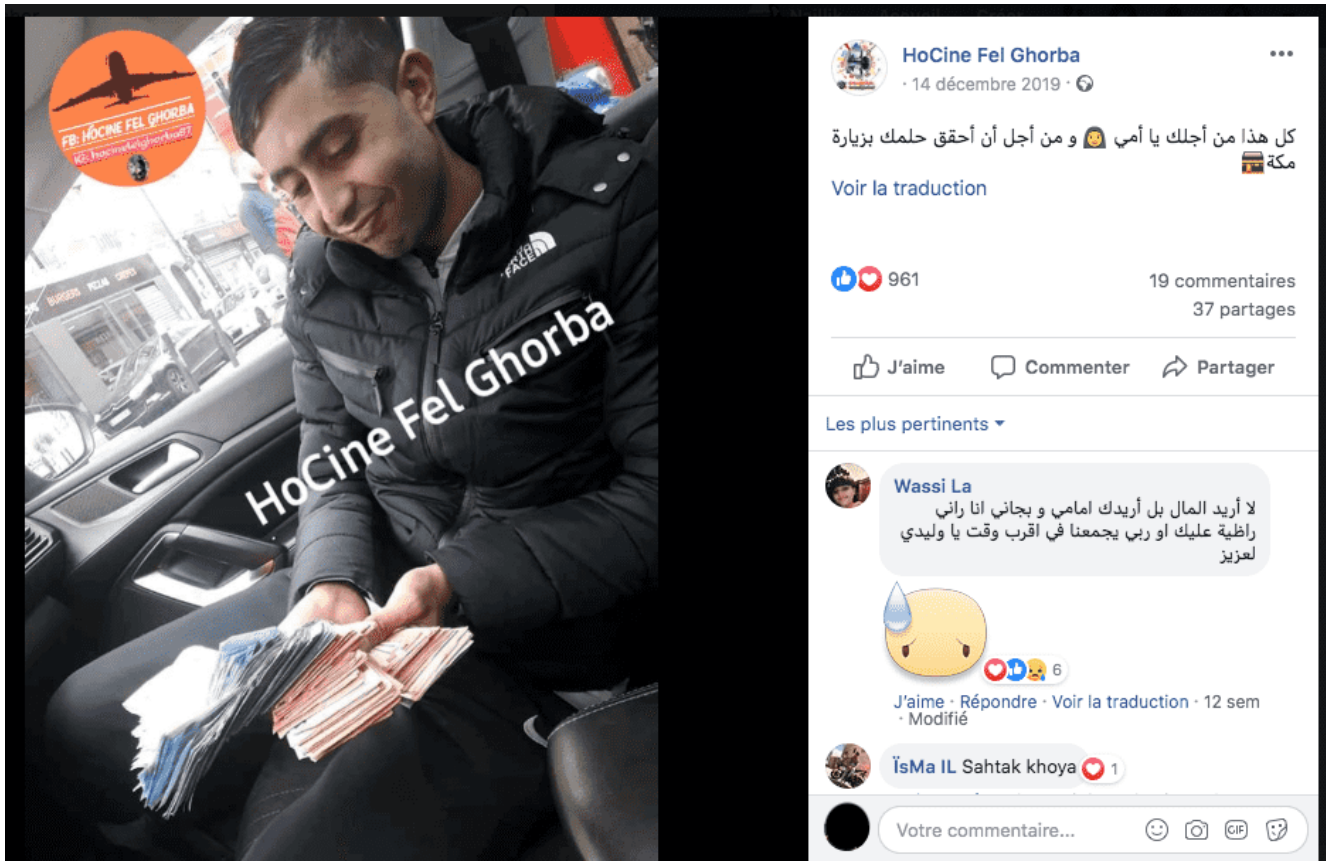 FB: HOCINE FEL GHORBA
IG: hocinefelghorba67
BURGERS PIZZAS CREPES
THE
NORTH
FACE
HoCine Fel Ghorba
HoCine Fel Ghorba
· 14 décembre 2019 ·
كل هذا من أجلك يا أمي 🧕 و من أجل أن أحقق حلمك بزيارة
مكة🕋
Voir la traduction
961
19 commentaires
37 partages
J'aime Commenter Partager
Les plus pertinents
Wassi La
لا أريد المال بل أريدك امامي و بجاني انا راني
راظية عليك او ربي يجمعنا في اقرب وقت يا وليدي
لعزيز
6
J'aime · Répondre · Voir la traduction · 12 sem
· Modifié
ÏsMa IL Sahtak khoya
1
Votre commentaire...
GIF